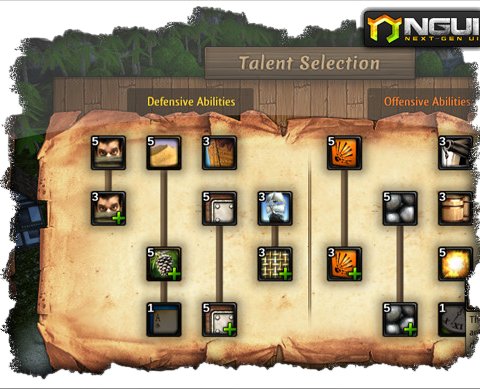 NGUI
NEXT-GEN UI
Talent Selection
Defensive Abilities
Offensive Abilities
5 5 3 5 3
3 5 3 5 3
5 3 3 5
1 5 5 1